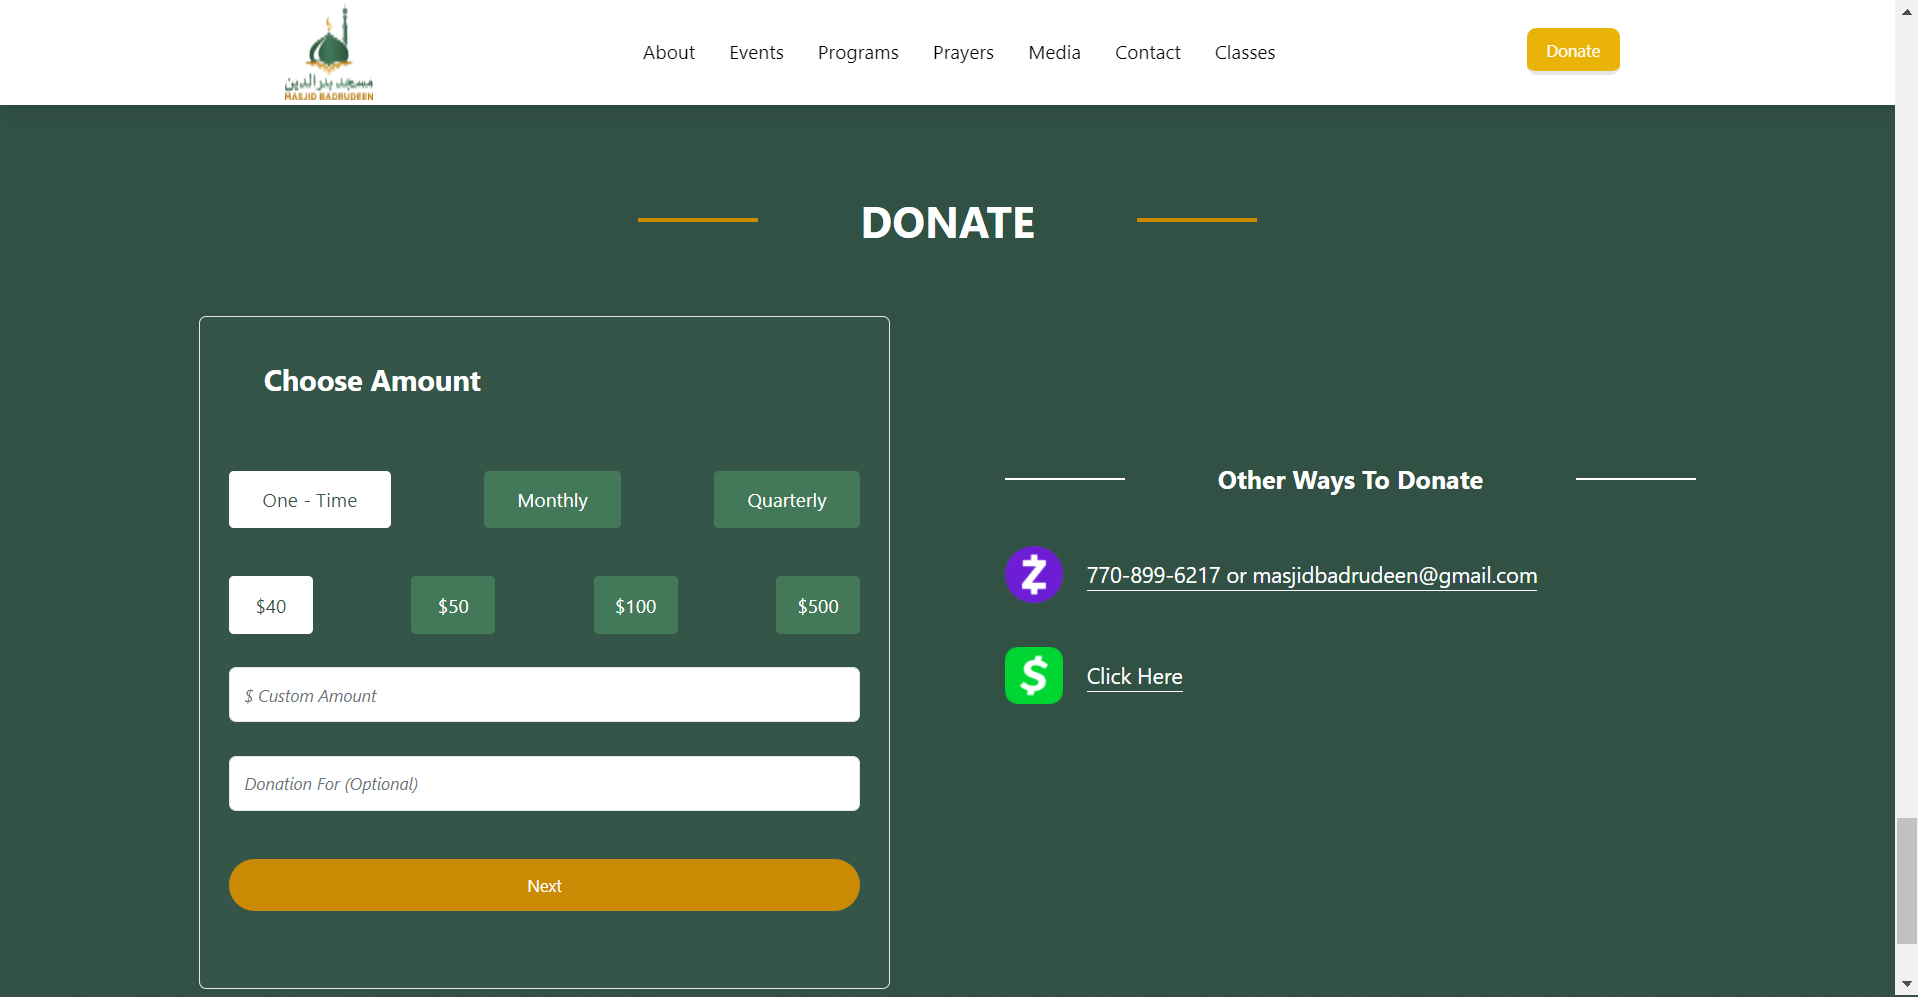 مسجد بدر الدين
MASJID BADRUDEEN
About Events Programs Prayers Media Contact Classes
Donate
DONATE
Choose Amount
One - Time Monthly Quarterly
$40 $50 $100 $500
$ Custom Amount
Donation For (Optional)
Next
Other Ways To Donate
770-899-6217 or masjidbadrudeen@gmail.com
$
Click Here